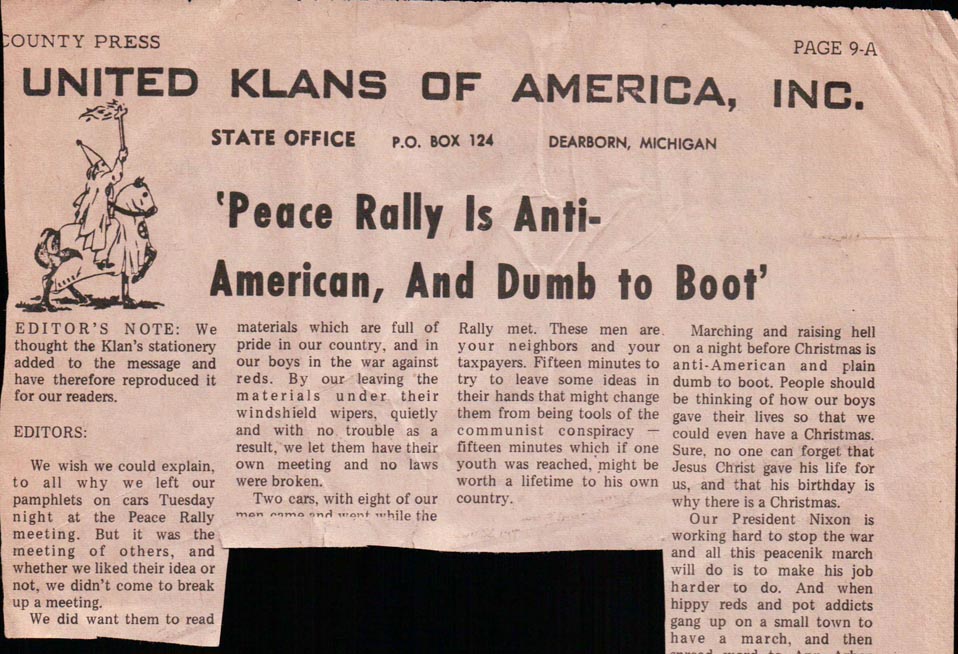 COUNTY PRESS
PAGE 9-A
UNITED KLANS OF AMERICA, INC.
STATE OFFICE P.O. BOX 124 DEARBORN, MICHIGAN
'Peace Rally Is Anti-
American, And Dumb to Boot'
EDITOR'S NOTE: We
thought the Klan's stationery
added to the message and
have therefore reproduced it
for our readers.
EDITORS:
We wish we could explain,
to all why we left our
pamphlets on cars Tuesday
night at the Peace Rally
meeting. But it was the
meeting of others, and
whether we liked their idea or
not, we didn't come to break
up a meeting.
We did want them to read
materials which are full of
pride in our country, and in
our boys in the war against
reds. By our leaving the
materials under their
windshield wipers, quietly
and with no trouble as a
result, we let them have their
own meeting and no laws
were broken.
Two cars, with eight of our
men came and went while the
Rally met. These men are
your neighbors and your
taxpayers. Fifteen minutes to
try to leave some ideas in
their hands that might change
them from being tools of the
communist conspiracy —
fifteen minutes which if one
youth was reached, might be
worth a lifetime to his own
country.
Marching and raising hell
on a night before Christmas is
anti-American and plain
dumb to boot. People should
be thinking of how our boys
gave their lives so that we
could even have a Christmas.
Sure, no one can forget that
Jesus Christ gave his life for
us, and that his birthday is
why there is a Christmas.
Our President Nixon is
working hard to stop the war
and all this peacenik march
will do is to make his job
harder to do. And when
hippy reds and pot addicts
gang up on a small town to
have a march, and then
spread word to Ann Arbor